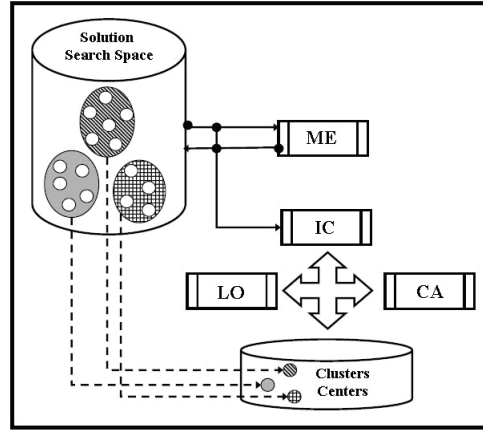 Solution
Search Space
ME
IC
LO
CA
Clusters
Centers